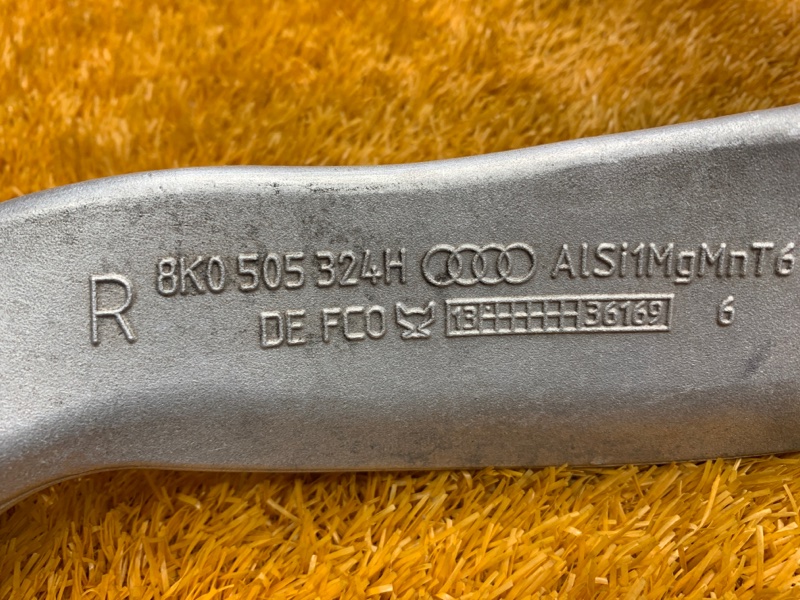 R 8K0 505 324H AlSi1MgMnT6
DE FCO 13 36169 6